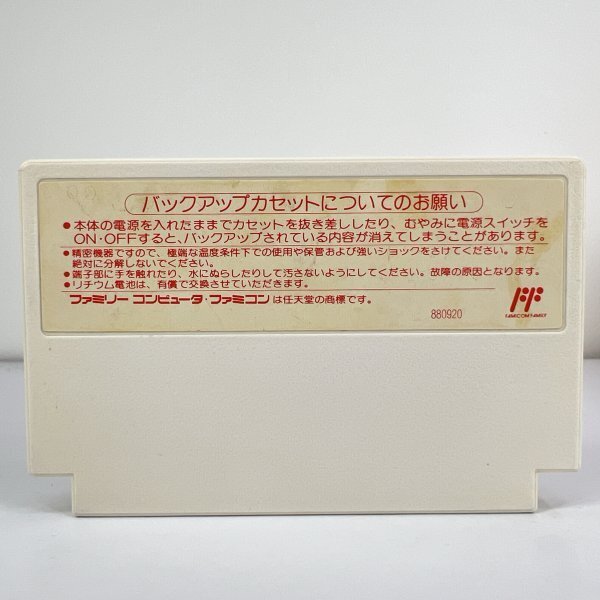 バックアップカセットについてのお願い
●本体の電源を入れたままでカセットを抜き差ししたり、むやみに電源スイッチを
ON・OFFすると、バックアップされている内容が消えてしまうことがあります。
●精密機器ですので、極端な温度条件下での使用や保管および強いショックをさけてください。また
絶対に分解しないでください。
●端子部に手を触れたり、水にぬらしたりして汚さないようにしてください。故障の原因となります。
●リチウム電池は、有償で交換させていただきます。
ファミリーコンピュータ・ファミコンは任天堂の商標です。
880920
FAMICOM FAMILY